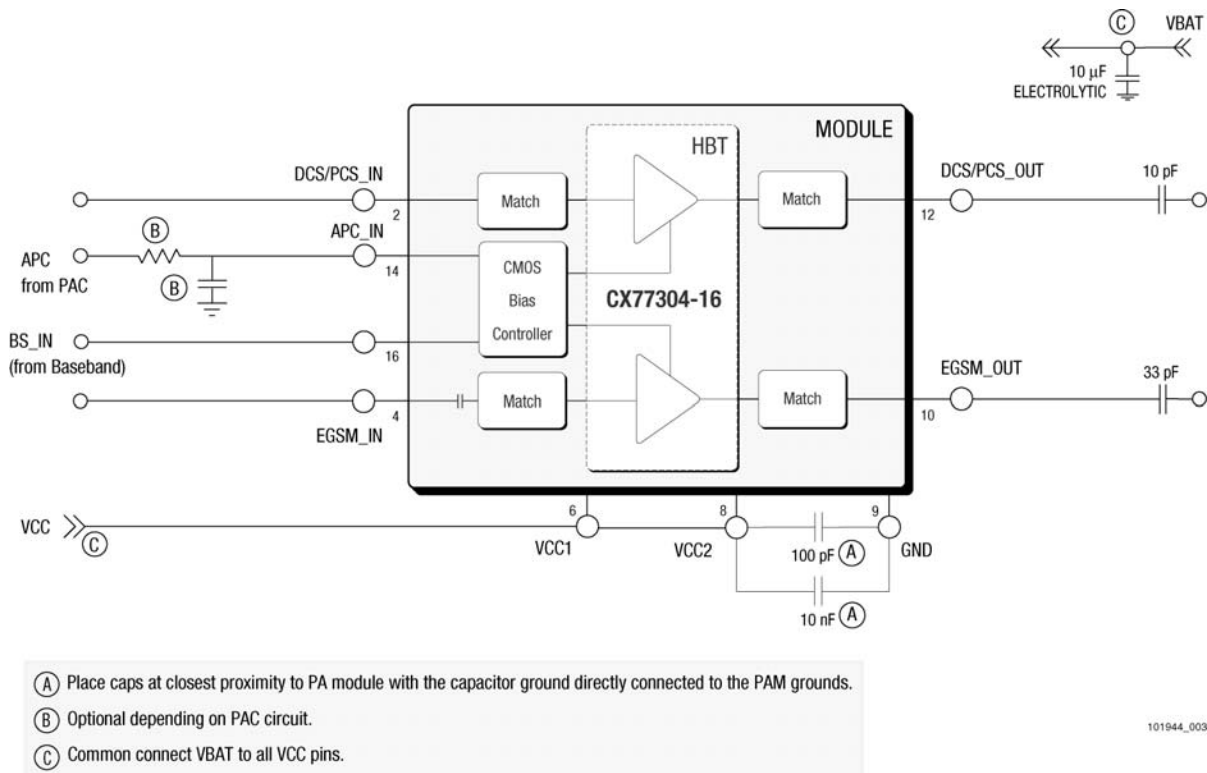 C
VBAT
10 μF
ELECTROLYTIC
MODULE
HBT
DCS/PCS_IN
2
Match
Match
DCS/PCS_OUT
12
10 pF
B
APC_IN
14
APC
from PAC
B
CMOS
Bias
Controller
CX77304-16
BS_IN
(from Baseband)
16
EGSM_IN
4
Match
Match
EGSM_OUT
10
33 pF
VCC
C
6
VCC1
8
VCC2
9
GND
100 pF A
10 nF A
A Place caps at closest proximity to PA module with the capacitor ground directly connected to the PAM grounds.
B Optional depending on PAC circuit.
C Common connect VBAT to all VCC pins.
101944_003